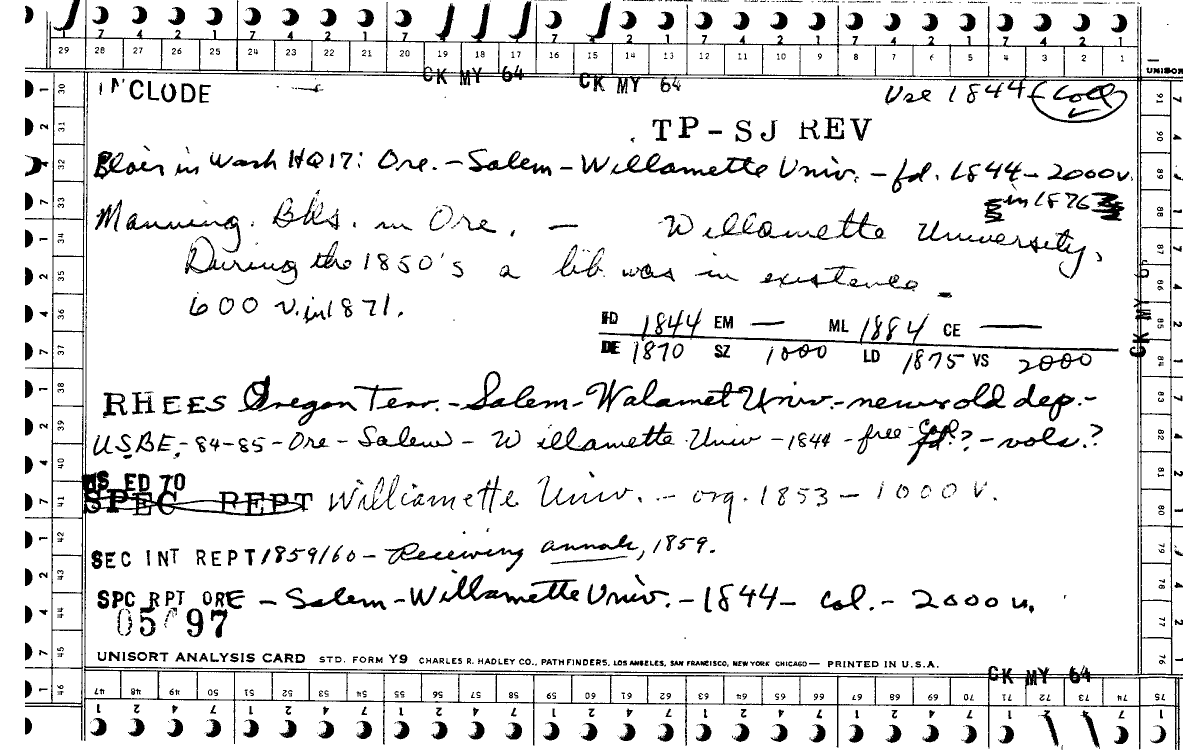 7 4 2 1 7 4 2 1 7 7 2 1 7 4 2 1 7 4 2 1 7 4 2 1
29 28 27 26 25 24 23 22 21 20 19 18 17 16 15 14 13 12 11 10 9 8 7 6 5 4 3 2 1
CK MY 64 CK MY 64 UNISOR
INCLUDE Use 1844 Coll
TP-SJ REV
Blair in Wash HQ17: Ore. - Salem - Willamette Univ. - fd. 1844 - 2000 v.
in 1876
Manning. Bks. in Ore. - Willamette University.
During the 1850's a lib was in existence.
600 v. in 1871.
FD 1844 EM — ML 1884 CE —
DE 1870 SZ 1000 LD 1875 VS 2000
RHEES Oregon Terr. - Salem - Walamet Univ. - news old dep. -
USBE - 84-85 - Ore - Salem - Willamette Univ - 1844 - free - Col. fd.? - vols.?
US ED 70
SPEC REPT Williamette Univ. - org. 1853 - 1000 v.
SEC INT REPT 1859/60 - Receiving annals, 1859.
SPC RPT ORE - Salem - Willamette Univ. - 1844 - Col. - 2000 v.
05 97
UNISORT ANALYSIS CARD STD. FORM Y9 CHARLES R. HADLEY CO., PATHFINDERS, LOS ANGELES, SAN FRANCISCO, NEW YORK CHICAGO — PRINTED IN U.S.A.
CK MY 64
46 47 48 49 50 51 52 53 54 55 56 57 58 59 60 61 62 63 64 65 66 67 68 69 70 71 72 73 74 75
1 2 4 7 1 2 4 7 1 2 4 7 1 2 4 7 1 2 4 7 1 2 4 7 1 2 7 1
30 31 32 33 34 35 36 37 38 39 40 41 42 43 44 45
91 90 89 88 87 86 85 84 83 82 81 80 79 78 77 76
CK MY